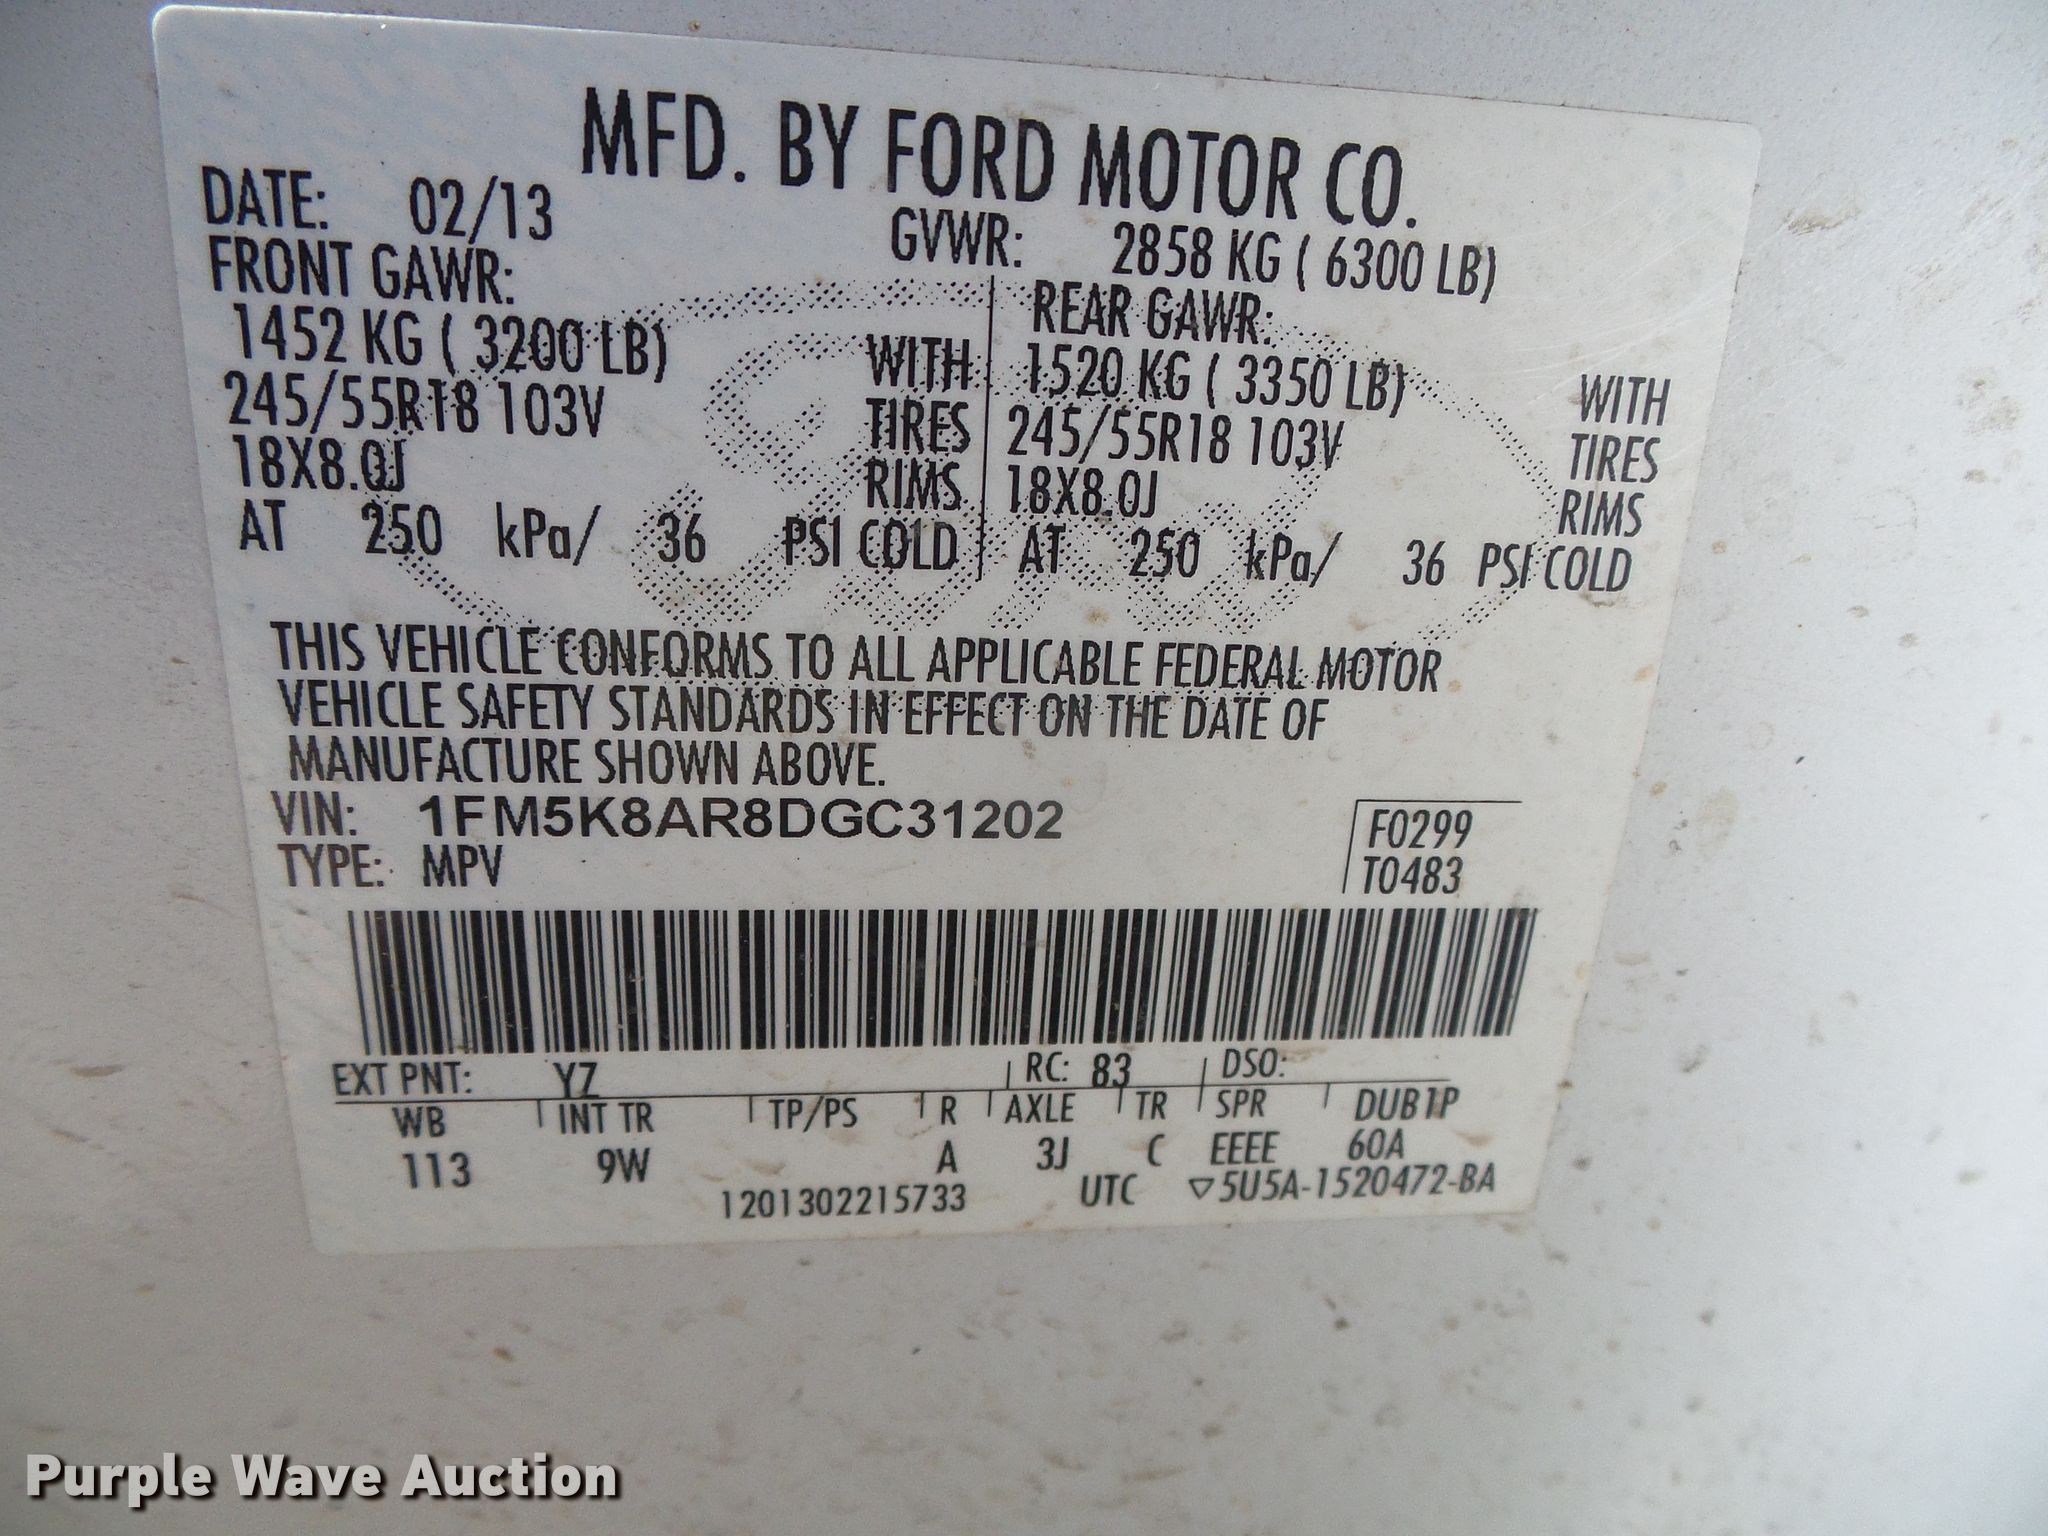 MFD. BY FORD MOTOR CO.
DATE: 02/13 GVWR: 2858 KG ( 6300 LB)
FRONT GAWR: REAR GAWR:
1452 KG ( 3200 LB) WITH 1520 KG ( 3350 LB) WITH
245/55R18 103V TIRES 245/55R18 103V TIRES
18X8.0J RIMS 18X8.0J RIMS
AT 250 kPa/ 36 PSI COLD AT 250 kPa/ 36 PSI COLD
THIS VEHICLE CONFORMS TO ALL APPLICABLE FEDERAL MOTOR
VEHICLE SAFETY STANDARDS IN EFFECT ON THE DATE OF
MANUFACTURE SHOWN ABOVE.
VIN: 1FM5K8AR8DGC31202 F0299
TYPE: MPV T0483
EXT PNT: YZ RC: 83 DSO:
WB INT TR TP/PS R AXLE TR SPR DUB1P
113 9W A 3J C EEEE 60A
1201302215733 UTC ▽5U5A-1520472-BA
Purple Wave Auction